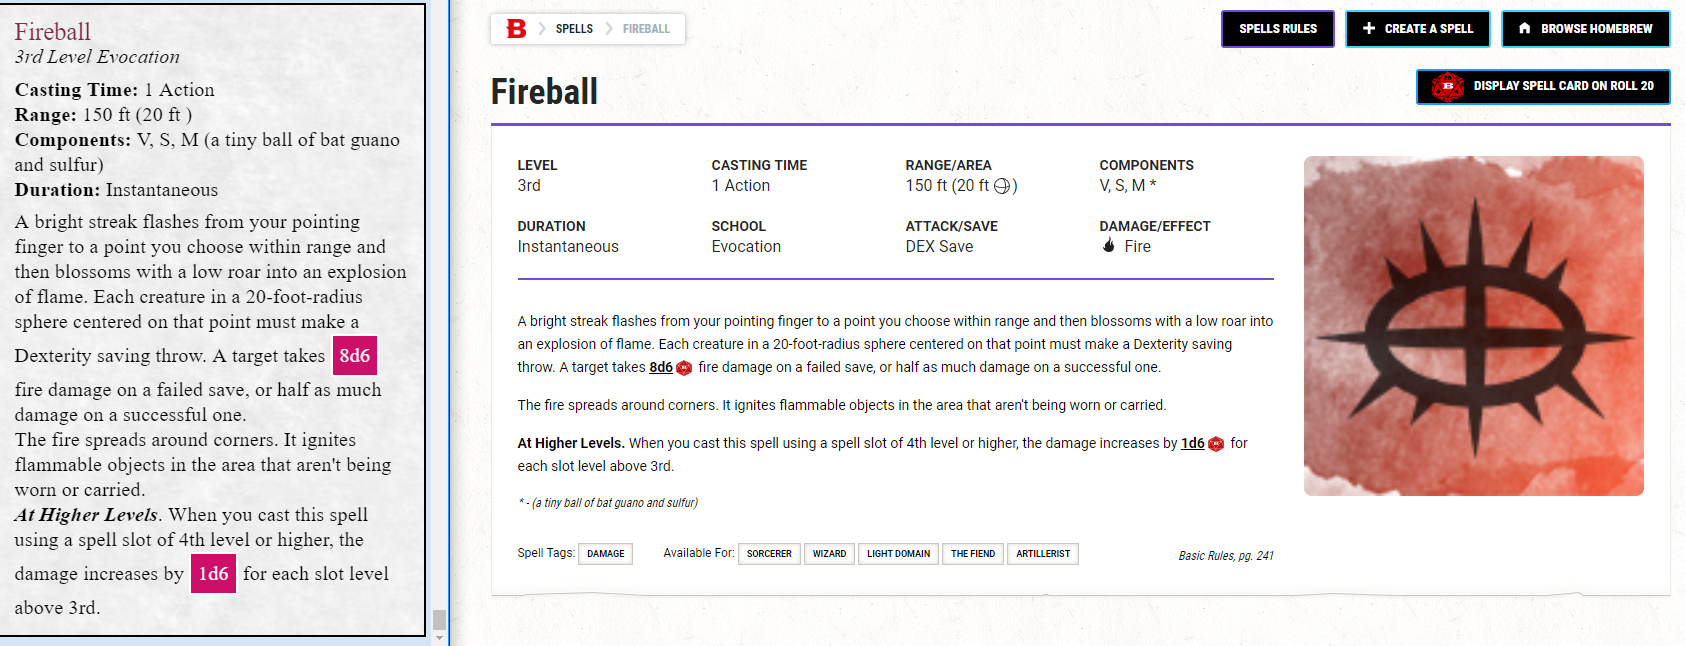 Fireball
3rd Level Evocation
Casting Time: 1 Action
Range: 150 ft (20 ft )
Components: V, S, M (a tiny ball of bat guano
and sulfur)
Duration: Instantaneous
A bright streak flashes from your pointing
finger to a point you choose within range and
then blossoms with a low roar into an explosion
of flame. Each creature in a 20-foot-radius
sphere centered on that point must make a
Dexterity saving throw. A target takes 8d6
fire damage on a failed save, or half as much
damage on a successful one.
The fire spreads around corners. It ignites
flammable objects in the area that aren't being
worn or carried.
At Higher Levels. When you cast this spell
using a spell slot of 4th level or higher, the
damage increases by 1d6 for each slot level
above 3rd.
B SPELLS FIREBALL
SPELLS RULES
CREATE A SPELL
BROWSE HOMEBREW
Fireball
20 B DISPLAY SPELL CARD ON ROLL 20
LEVEL
3rd
CASTING TIME
1 Action
RANGE/AREA
150 ft (20 ft )
COMPONENTS
V, S, M *
DURATION
Instantaneous
SCHOOL
Evocation
ATTACK/SAVE
DEX Save
DAMAGE/EFFECT
Fire
A bright streak flashes from your pointing finger to a point you choose within range and then blossoms with a low roar into
an explosion of flame. Each creature in a 20-foot-radius sphere centered on that point must make a Dexterity saving
throw. A target takes 8d6 fire damage on a failed save, or half as much damage on a successful one.
The fire spreads around corners. It ignites flammable objects in the area that aren't being worn or carried.
At Higher Levels. When you cast this spell using a spell slot of 4th level or higher, the damage increases by 1d6 for
each slot level above 3rd.
* - (a tiny ball of bat guano and sulfur)
Spell Tags: DAMAGE
Available For: SORCERER WIZARD LIGHT DOMAIN THE FIEND ARTILLERIST
Basic Rules, pg. 241